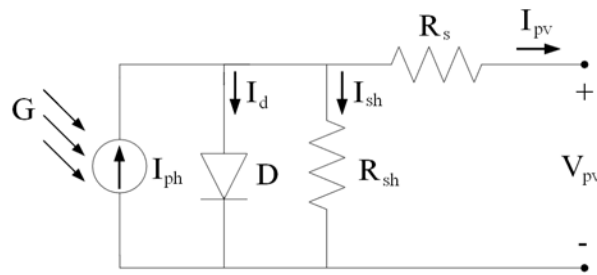 R_s
I_pv
G
I_ph
I_d
D
I_sh
R_sh
+
V_pv
-